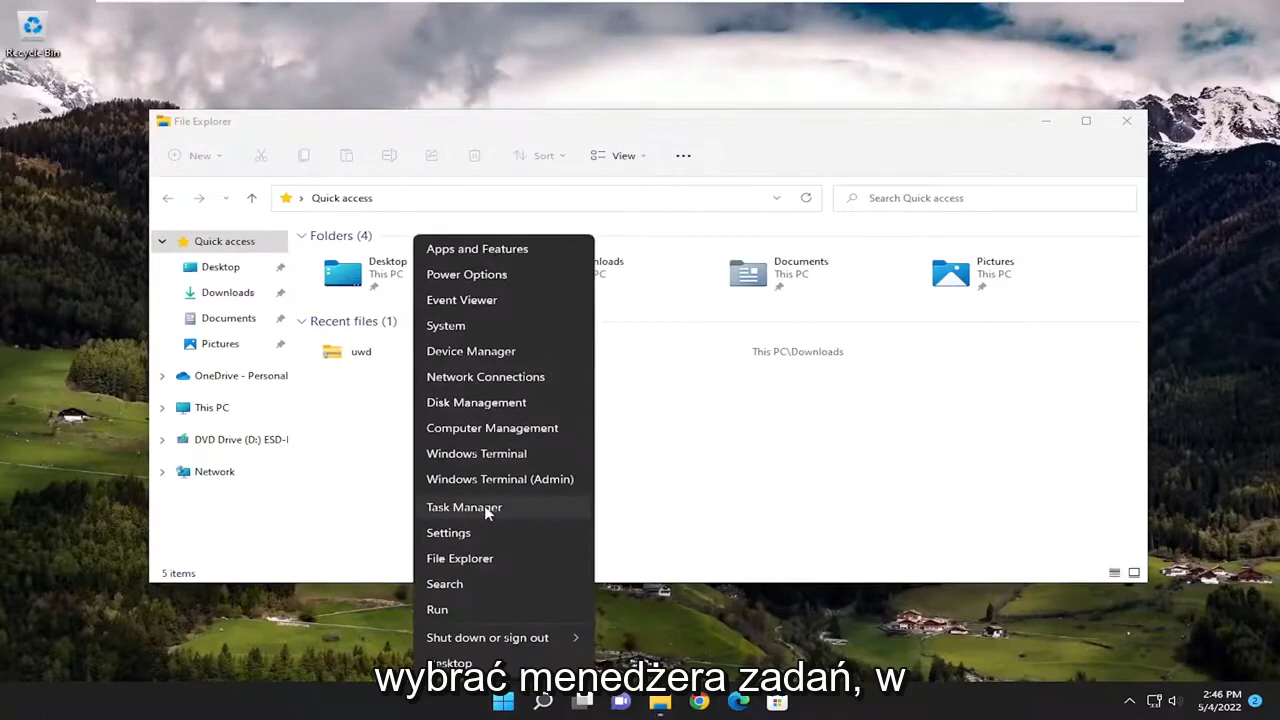 Recycle Bin
File Explorer
New
Sort
View
Quick access
Search Quick access
Quick access
Desktop
Downloads
Documents
Pictures
OneDrive - Personal
This PC
DVD Drive (D:) ESD-I
Network
Folders (4)
Desktop
This PC
nloads
PC
Documents
This PC
Pictures
This PC
Recent files (1)
uwd
This PC\Downloads
5 items
Apps and Features
Power Options
Event Viewer
System
Device Manager
Network Connections
Disk Management
Computer Management
Windows Terminal
Windows Terminal (Admin)
Task Manager
Settings
File Explorer
Search
Run
Shut down or sign out
Desktop
wybrać menedżera zadań, w
2:46 PM
5/4/2022
2